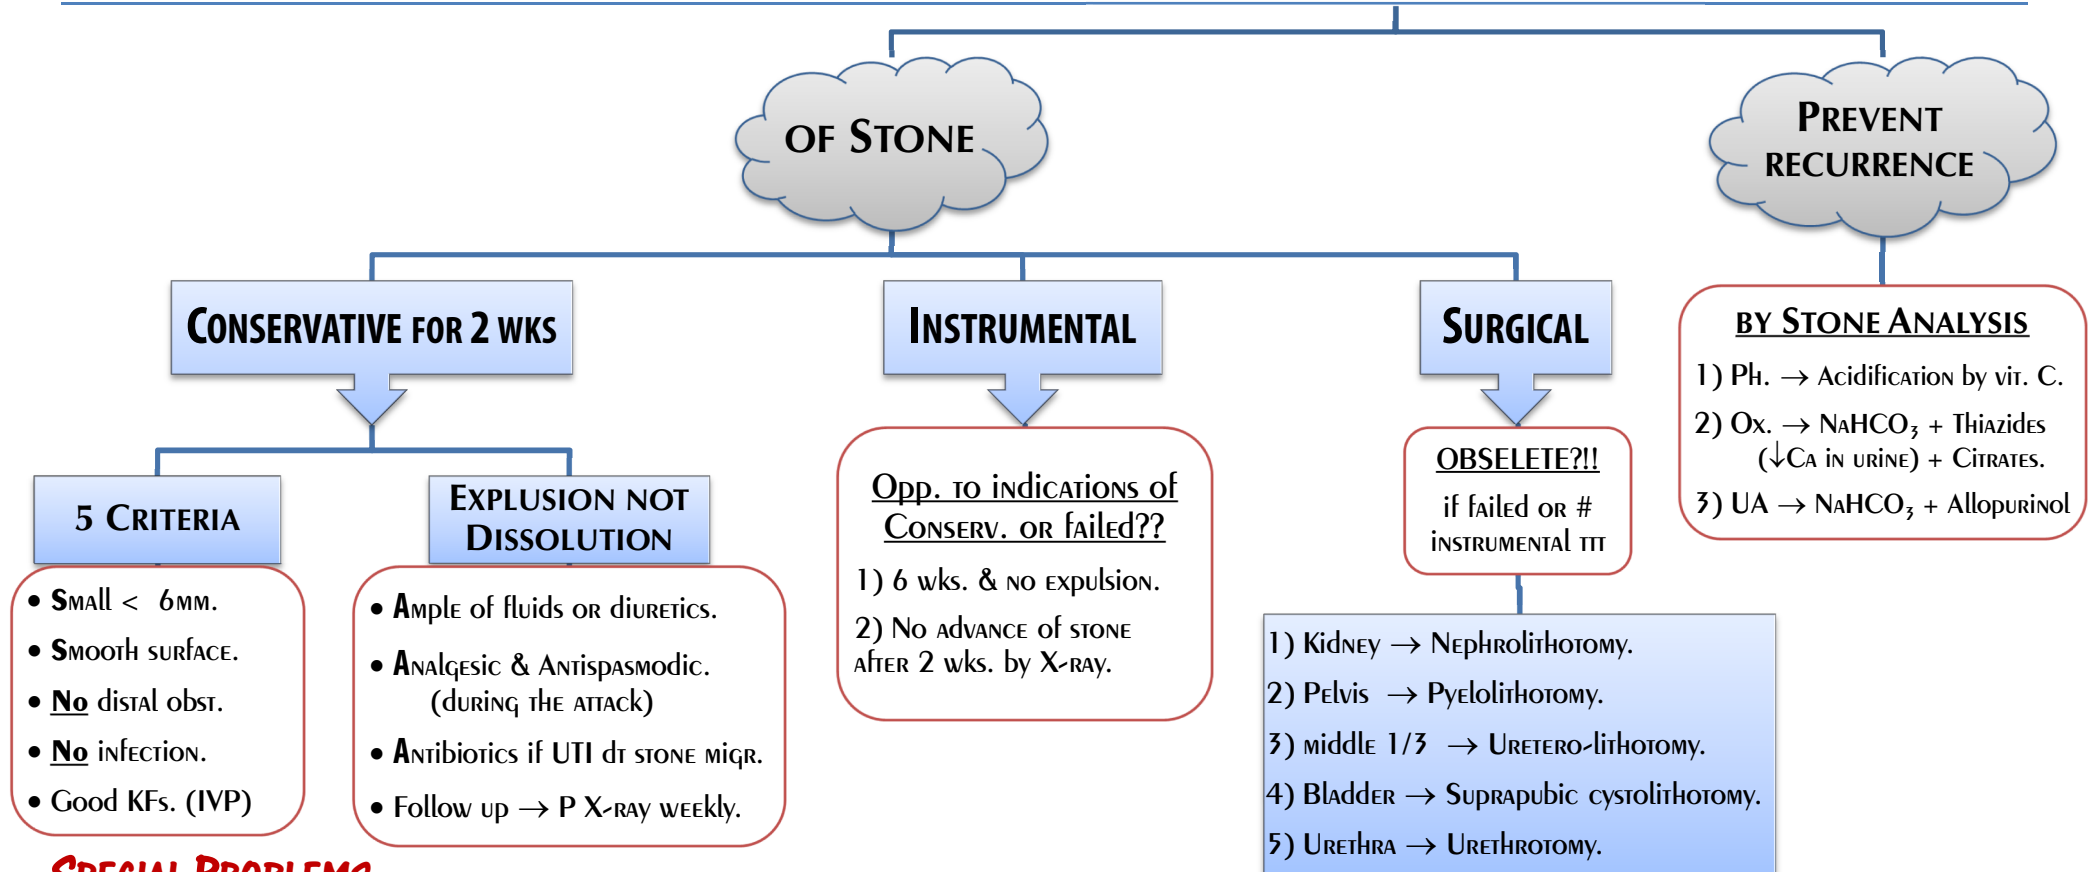 OF STONE
PREVENT
RECURRENCE
CONSERVATIVE FOR 2 WKS
INSTRUMENTAL
SURGICAL
BY STONE ANALYSIS
1) Ph. → Acidification by vit. C.
2) Ox. → NaHCO₃ + Thiazides
(↓Ca in urine) + Citrates.
3) UA → NaHCO₃ + Allopurinol
5 CRITERIA
• Small < 6mm.
• Smooth surface.
• No distal obst.
• No infection.
• Good KFs. (IVP)
EXPLUSION NOT
DISSOLUTION
• Ample of fluids or diuretics.
• Analgesic & Antispasmodic.
(during the attack)
• Antibiotics if UTI dt stone migr.
• Follow up → P X-ray weekly.
Opp. to indications of
Conserv. or failed??
1) 6 wks. & no expulsion.
2) No advance of stone
after 2 wks. by X-ray.
OBSELETE?!!
if failed or #
instrumental ttt
1) Kidney → Nephrolithotomy.
2) Pelvis → Pyelolithotomy.
3) middle 1/3 → Uretero-lithotomy.
4) Bladder → Suprapubic cystolithotomy.
5) Urethra → Urethrotomy.
SPECIAL PROBLEMS